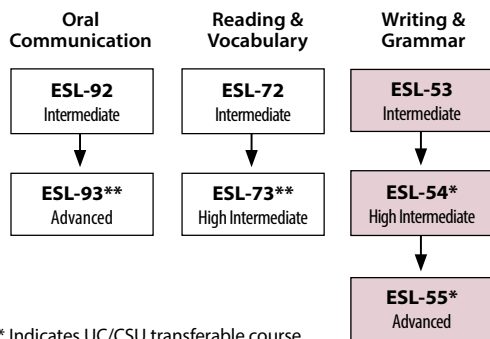 Oral
Communication
ESL-92
Intermediate
ESL-93**
Advanced
Reading &
Vocabulary
ESL-72
Intermediate
ESL-73**
High Intermediate
Writing &
Grammar
ESL-53
Intermediate
ESL-54*
High Intermediate
ESL-55*
Advanced
* Indicates UC/CSU transferable course